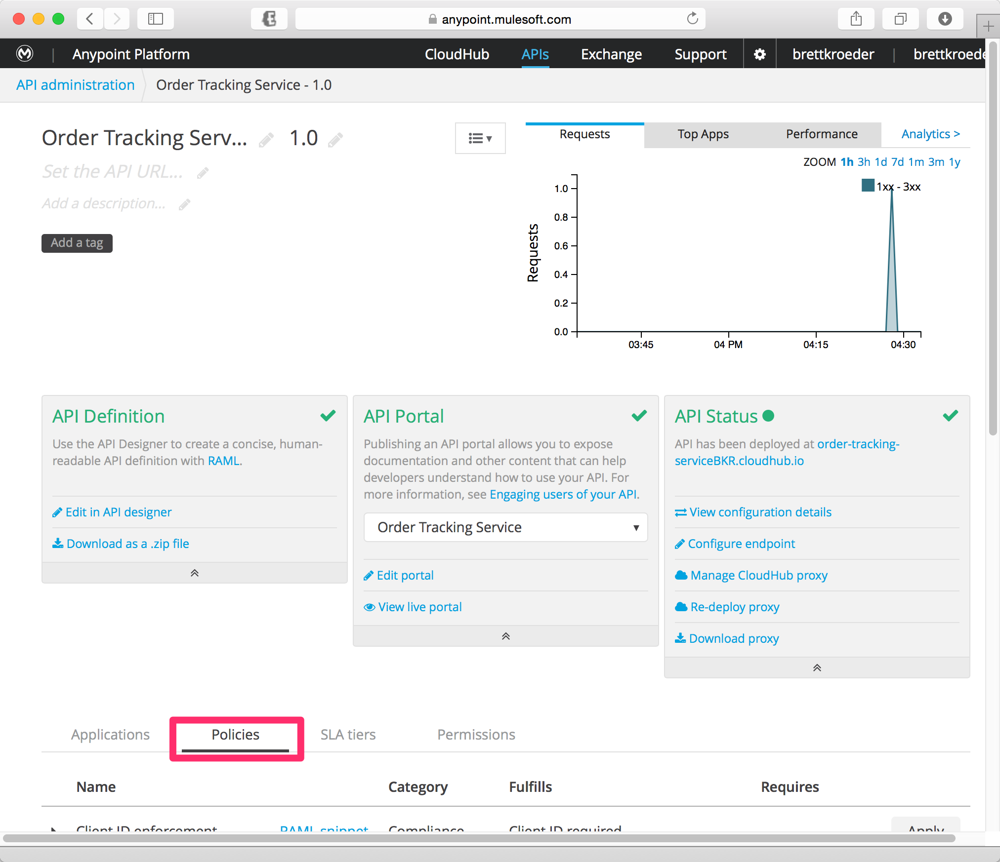 anypoint.mulesoft.com
Anypoint Platform CloudHub APIs Exchange Support brettkroeder
API administration Order Tracking Service - 1.0
Order Tracking Serv... 1.0
Set the API URL...
Add a description...
Add a tag
Requests Top Apps Performance Analytics >
ZOOM 1h 3h 1d 7d 1m 3m 1y
1xx - 3xx
Requests
1.0
0.8
0.6
0.4
0.2
0.0
03:45 04 PM 04:15 04:30
API Definition
Use the API Designer to create a concise, human-
readable API definition with RAML.
Edit in API designer
Download as a .zip file
API Portal
Publishing an API portal allows you to expose
documentation and other content that can help
developers understand how to use your API. For
more information, see Engaging users of your API.
Order Tracking Service
Edit portal
View live portal
API Status
API has been deployed at order-tracking-
serviceBKR.cloudhub.io
View configuration details
Configure endpoint
Manage CloudHub proxy
Re-deploy proxy
Download proxy
Applications Policies SLA tiers Permissions
Name Category Fulfills Requires
Client ID enforcement RAML snippet Compliance Client ID required Apply